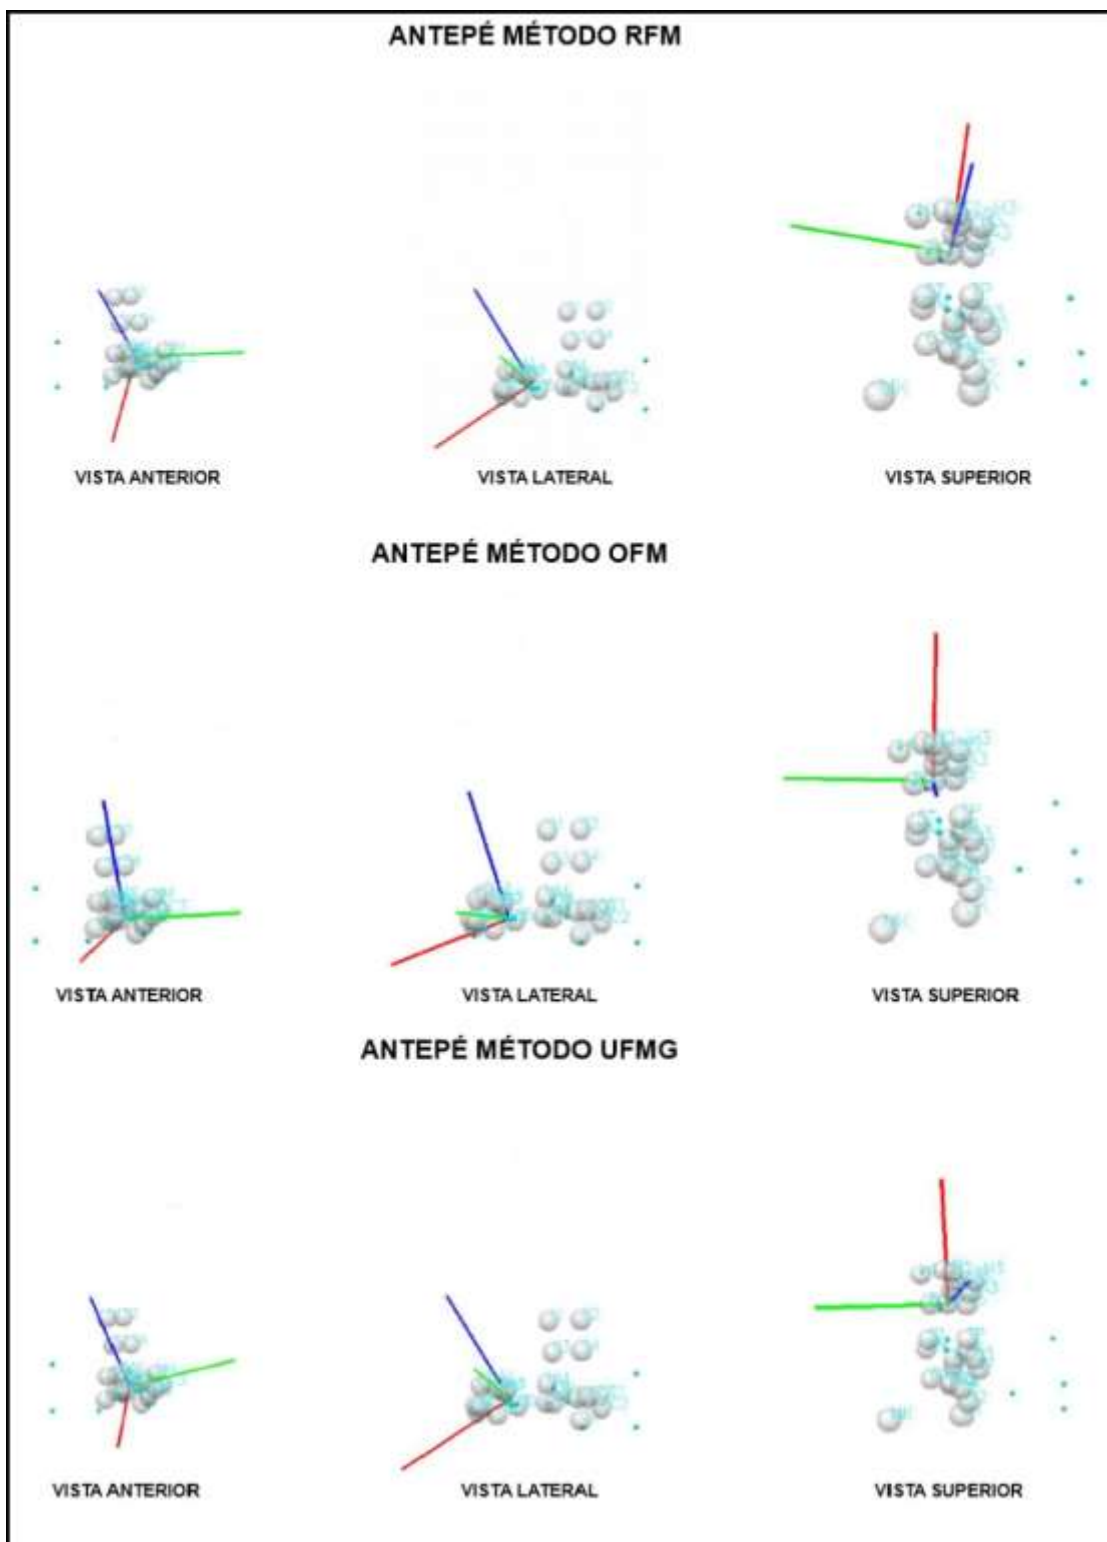 ANTEPÉ MÉTODO RFM
VISTA ANTERIOR VISTA LATERAL VISTA SUPERIOR
ANTEPÉ MÉTODO OFM
VISTA ANTERIOR VISTA LATERAL VISTA SUPERIOR
ANTEPÉ MÉTODO UFMG
VISTA ANTERIOR VISTA LATERAL VISTA SUPERIOR